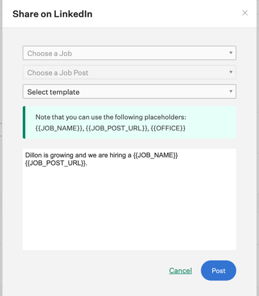 Share on LinkedIn
Choose a Job
Choose a Job Post
Select template
Note that you can use the following placeholders:
{{JOB_NAME}}, {{JOB_POST_URL}}, {{OFFICE}}
Dillon is growing and we are hiring a {{JOB_NAME}}
{{JOB_POST_URL}}.
Cancel
Post